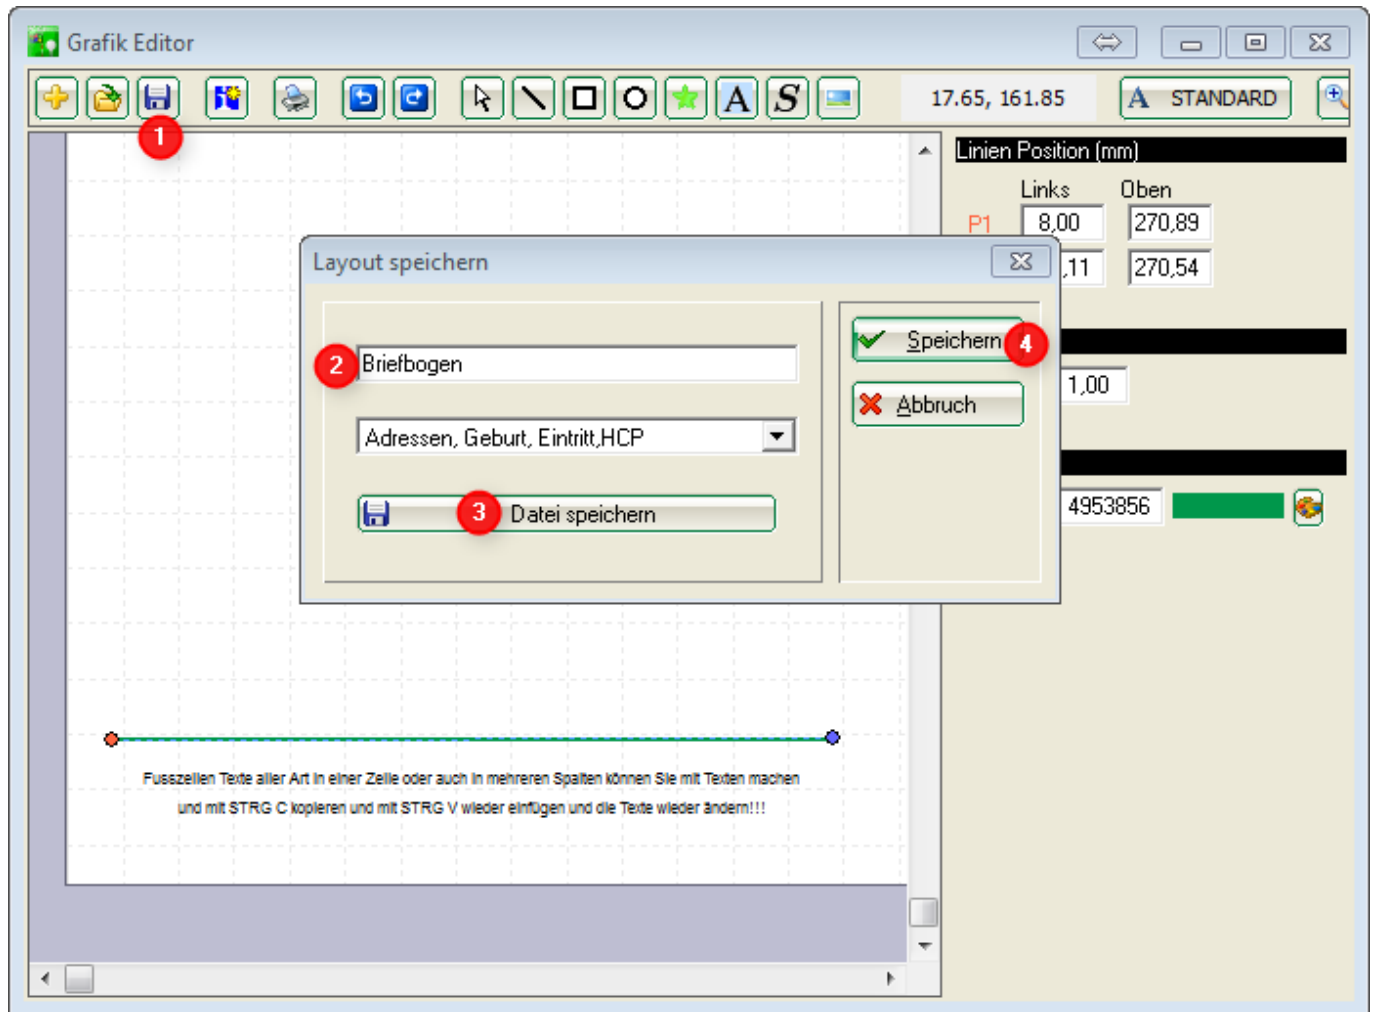 Grafik Editor
A S 17.65, 161.85 A STANDARD
1
Linien Position (mm)
Links Oben
P1 8,00 270,89
,11 270,54
Layout speichern
2 Briefbogen
Speichern 4
1,00
Abbruch
Adressen, Geburt, Eintritt,HCP
3 Datei speichern
4953856
Fusszeilen Texte aller Art in einer Zeile oder auch in mehreren Spalten können Sie mit Texten machen
und mit STRG C kopieren und mit STRG V wieder einfügen und die Texte wieder ändern!!!